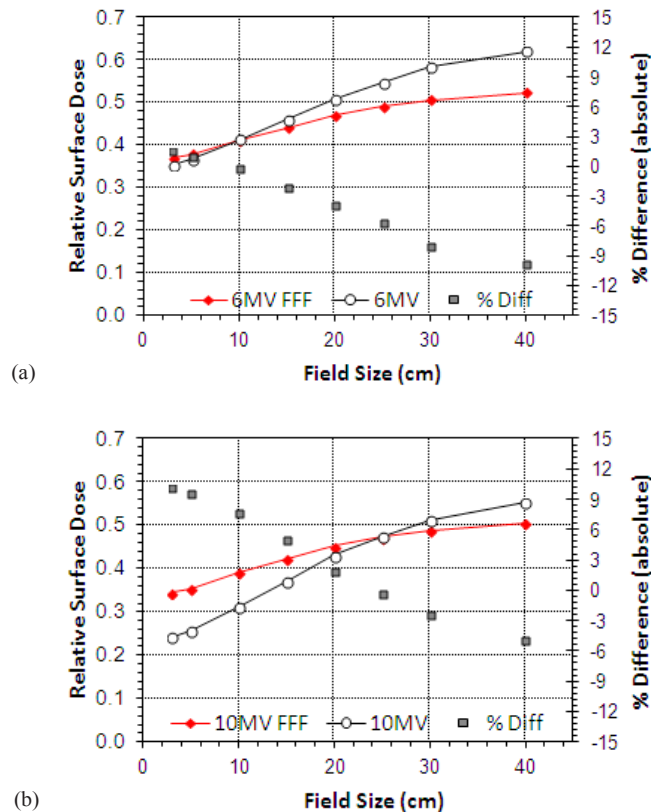 0.7 15
0.6 12
0.5 9
0.4 6
0.3 3
0.2 0
0.1 -3
0.0 -6
-9
-12
-15
Relative Surface Dose
% Difference (absolute)
6MV FFF 6MV % Diff
0 10 20 30 40
(a)
Field Size (cm)
0.7 15
0.6 12
0.5 9
0.4 6
0.3 3
0.2 0
0.1 -3
0.0 -6
-9
-12
-15
Relative Surface Dose
% Difference (absolute)
10MV FFF 10MV % Diff
0 10 20 30 40
(b)
Field Size (cm)